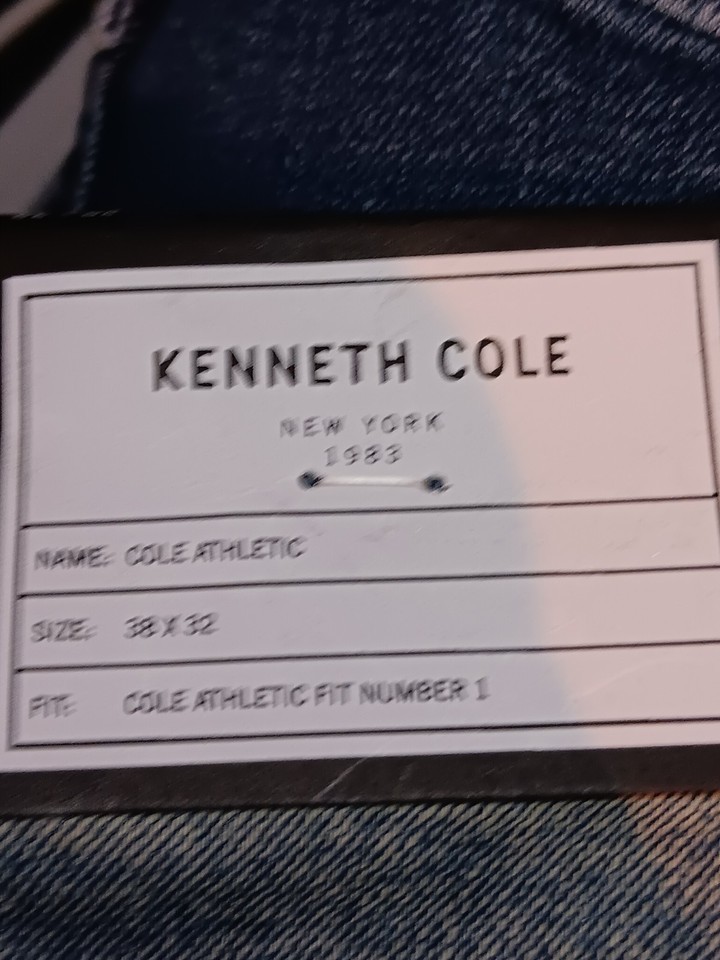 KENNETH COLE
NEW YORK
1983
NAME: COLE ATHLETIC
SIZE: 38 X 32
FIT: COLE ATHLETIC FIT NUMBER 1